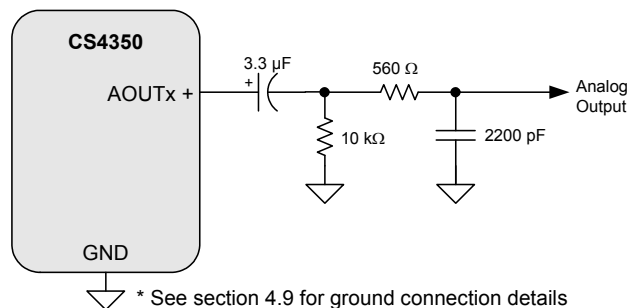 CS4350
3.3 µF
+
560 Ω
AOUTx +
Analog
Output
10 kΩ
2200 pF
GND
* See section 4.9 for ground connection details